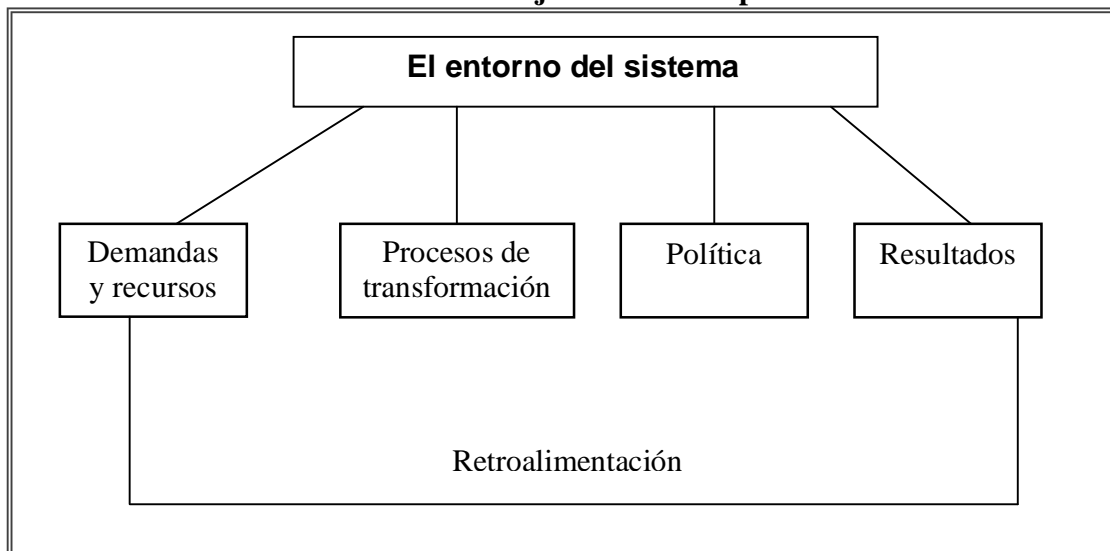 El entorno del sistema
Demandas
y recursos
Procesos de
transformación
Política
Resultados
Retroalimentación